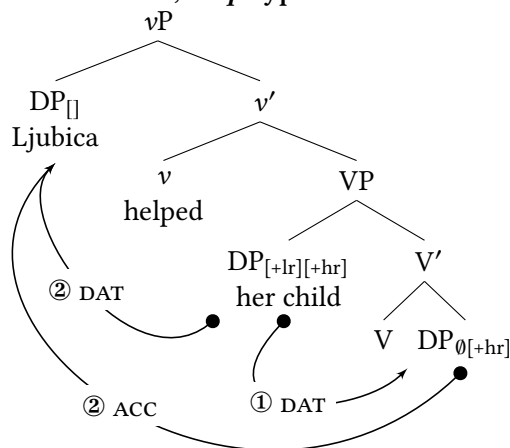 vP
DP[]
Ljubica
v′
v
helped
VP
DP[+lr][+hr]
her child
V′
V
DP∅[+hr]
② DAT
① DAT
② ACC